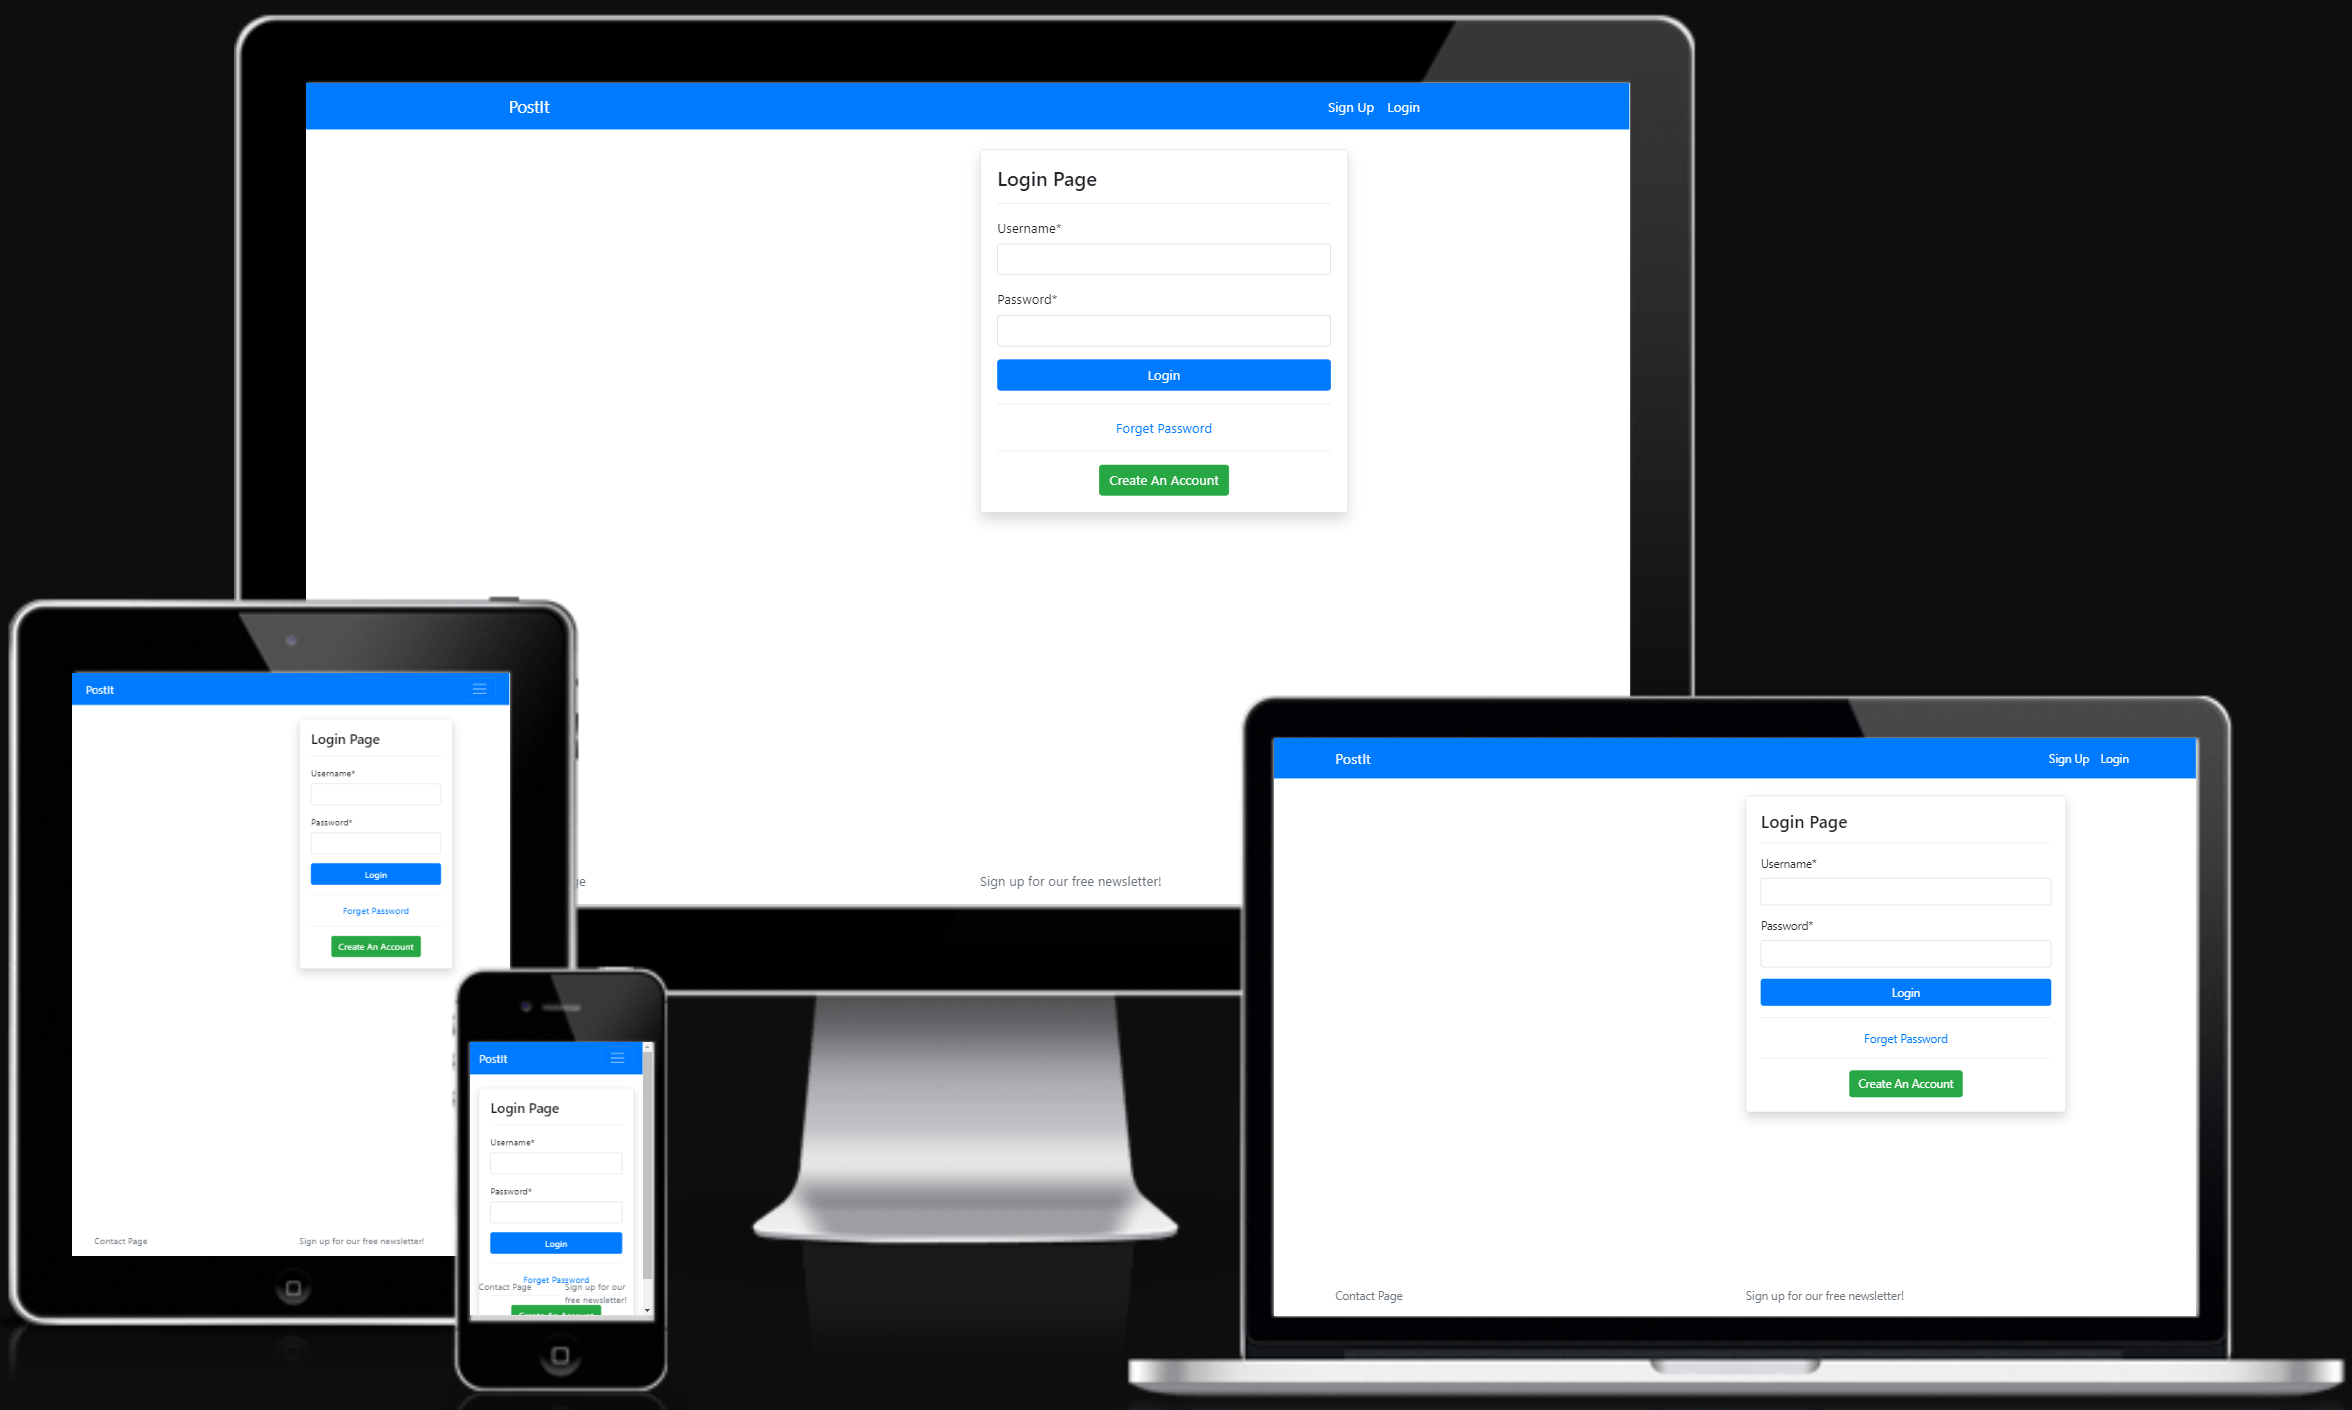 PostIt
Sign Up Login
Login Page
Username*
Password*
Login
Forget Password
Create An Account
Sign up for our free newsletter!
PostIt
Login Page
Username*
Password*
Login
Forget Password
Create An Account
Contact Page
Sign up for our free newsletter!
PostIt
Login Page
Username*
Password*
Login
Forget Password
Contact Page
Sign up for our
free newsletter!
Create An Account
PostIt
Sign Up Login
Login Page
Username*
Password*
Login
Forget Password
Create An Account
Contact Page
Sign up for our free newsletter!